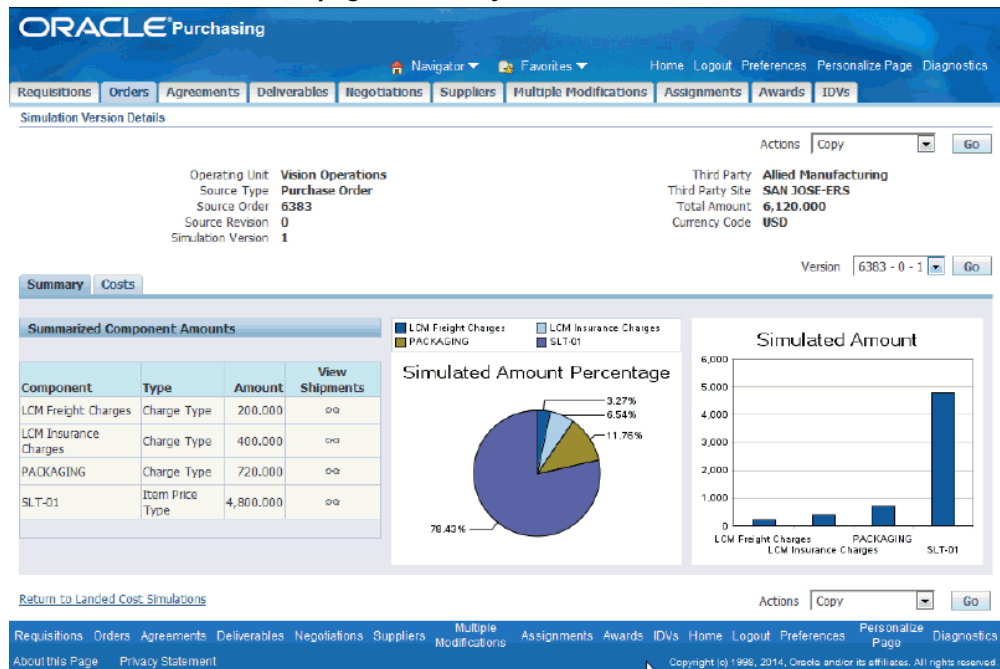 ORACLE® Purchasing
Navigator Favorites Home Logout Preferences Personalize Page Diagnostics
Requisitions Orders Agreements Deliverables Negotiations Suppliers Multiple Modifications Assignments Awards IDVs
Simulation Version Details
Actions Copy Go
Operating Unit Vision Operations
Source Type Purchase Order
Source Order 6383
Source Revision 0
Simulation Version 1
Third Party Allied Manufacturing
Third Party Site SAN JOSE-ERS
Total Amount 6,120.000
Currency Code USD
Version 6383 - 0 - 1 Go
Summary Costs
Summarized Component Amounts
Component Type Amount View Shipments
LCM Freight Charges Charge Type 200.000
LCM Insurance Charges Charge Type 400.000
PACKAGING Charge Type 720.000
SLT-01 Item Price Type 4,800.000
LCM Freight Charges LCM Insurance Charges
PACKAGING SLT-01
Simulated Amount Percentage
3.27%
6.54%
11.76%
78.43%
Simulated Amount
6,000
5,000
4,000
3,000
2,000
1,000
0
LCM Freight Charges PACKAGING
LCM Insurance Charges SLT-01
Return to Landed Cost Simulations
Actions Copy Go
Requisitions Orders Agreements Deliverables Negotiations Suppliers Multiple Modifications Assignments Awards IDVs Home Logout Preferences Personalize Page Diagnostics
About this Page Privacy Statement
Copyright (c) 1998, 2014, Oracle and/or its affiliates. All rights reserved.